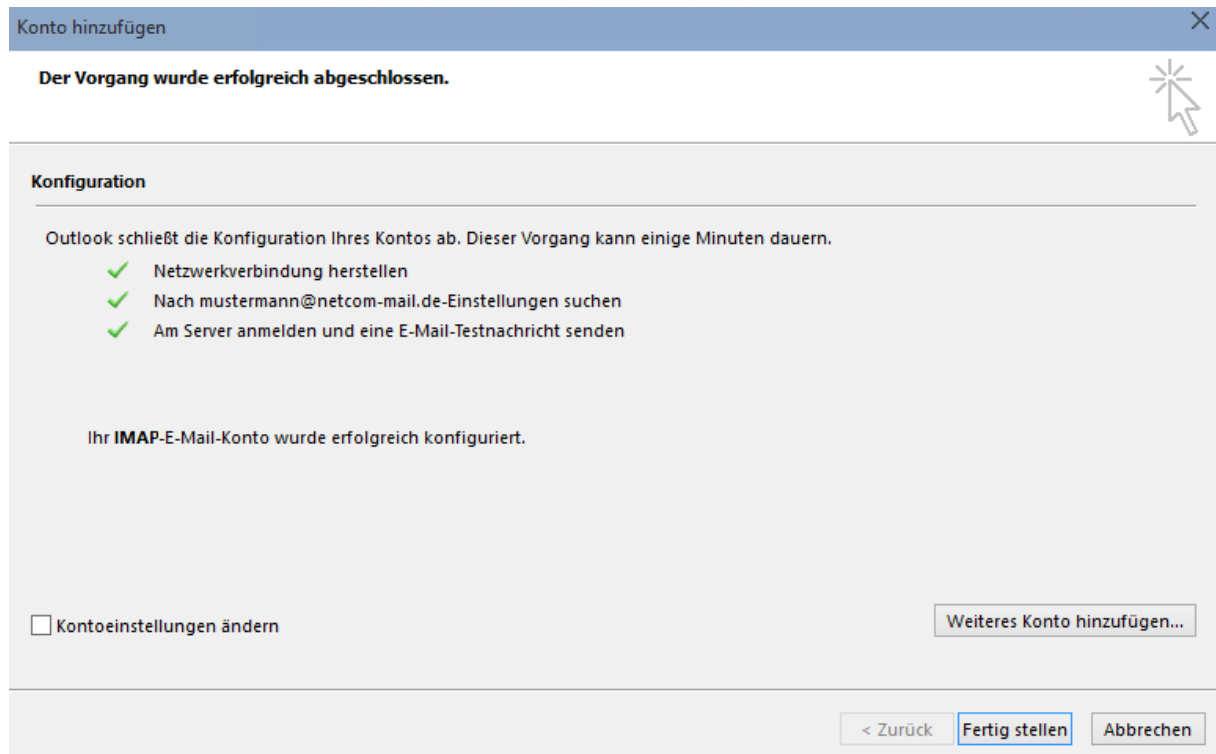 Konto hinzufügen
Der Vorgang wurde erfolgreich abgeschlossen.
Konfiguration
Outlook schließt die Konfiguration Ihres Kontos ab. Dieser Vorgang kann einige Minuten dauern.
Netzwerkverbindung herstellen
Nach mustermann@netcom-mail.de-Einstellungen suchen
Am Server anmelden und eine E-Mail-Testnachricht senden
Ihr IMAP-E-Mail-Konto wurde erfolgreich konfiguriert.
Kontoeinstellungen ändern
Weiteres Konto hinzufügen...
< Zurück
Fertig stellen
Abbrechen